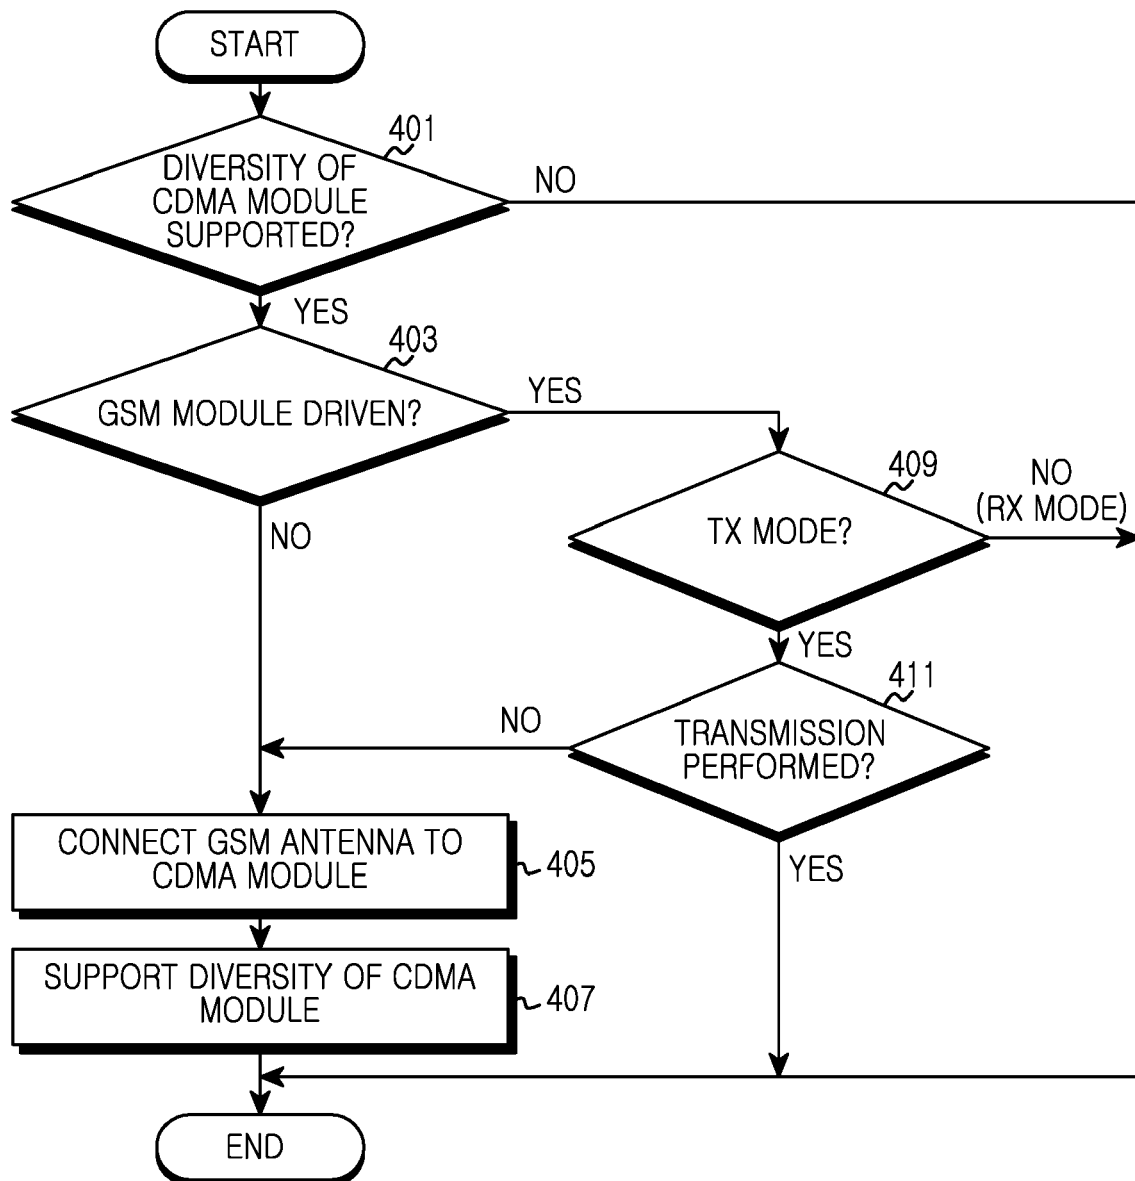 START
401
DIVERSITY OF
CDMA MODULE
SUPPORTED?
NO
YES
403
GSM MODULE DRIVEN?
YES
NO
409
TX MODE?
NO
(RX MODE)
YES
411
TRANSMISSION
PERFORMED?
NO
YES
CONNECT GSM ANTENNA TO
CDMA MODULE
405
SUPPORT DIVERSITY OF CDMA
MODULE
407
END